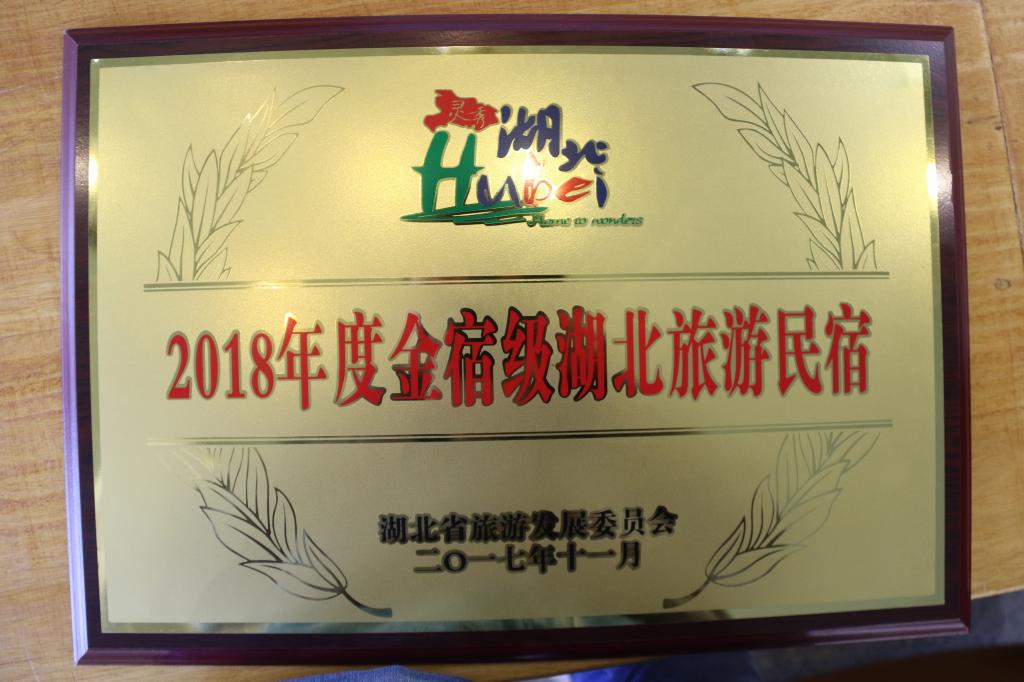 灵秀
湖北
Hubei
Home to wonders
2018年度金宿级湖北旅游民宿
湖北省旅游发展委员会
二〇一七年十一月